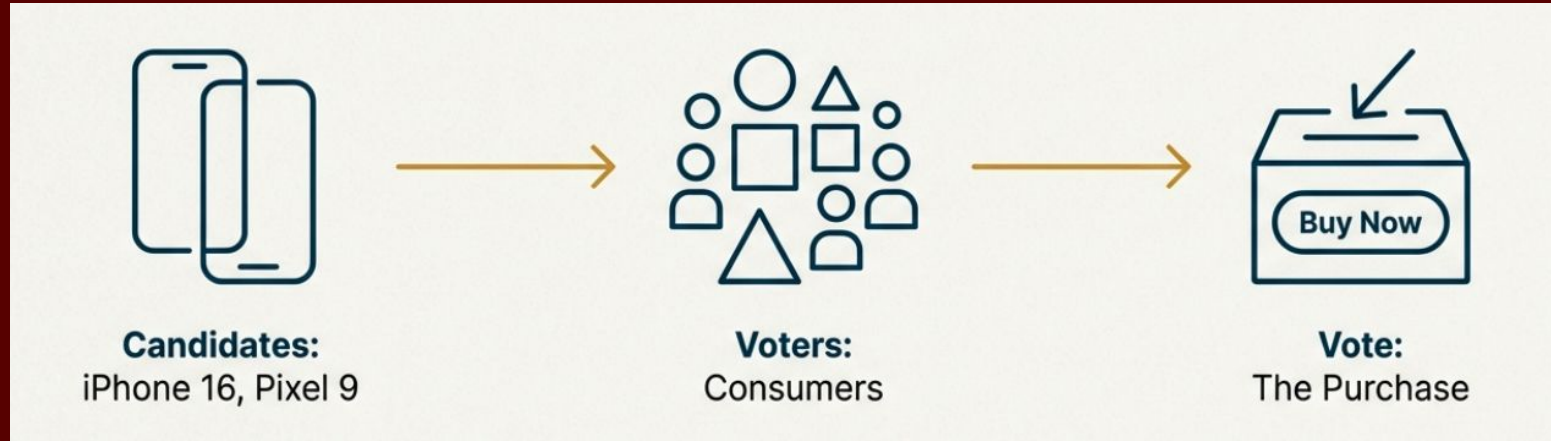 Buy Now
Candidates:
iPhone 16, Pixel 9
Voters:
Consumers
Vote:
The Purchase